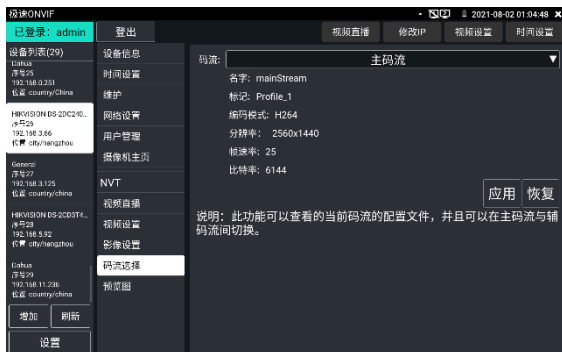 极速ONVIF
2021-08-02 01:04:48
已登录: admin
登出
视频直播
修改IP
视频设置
时间设置
设备列表(29)
Dahua
序号25
192.168.0.251
位置 country/China
HIKVISION DS-2DC240...
序号26
192.168.3.66
位置 city/hangzhou
General
序号27
192.168.3.125
位置 country/china
HIKVISION DS-2CD3T4...
序号28
192.168.5.92
位置 city/hangzhou
Dahua
序号29
192.168.11.236
位置 country/china
增加
刷新
设置
设备信息
时间设置
维护
网络设置
用户管理
摄像机主页
NVT
视频直播
视频设置
影像设置
码流选择
预览图
码流:
主码流
名字: mainStream
标记: Profile_1
编码模式: H264
分辨率: 2560x1440
帧速率: 25
比特率: 6144
应用
恢复
说明: 此功能可以查看的当前码流的配置文件，并且可以在主码流与辅
码流间切换。